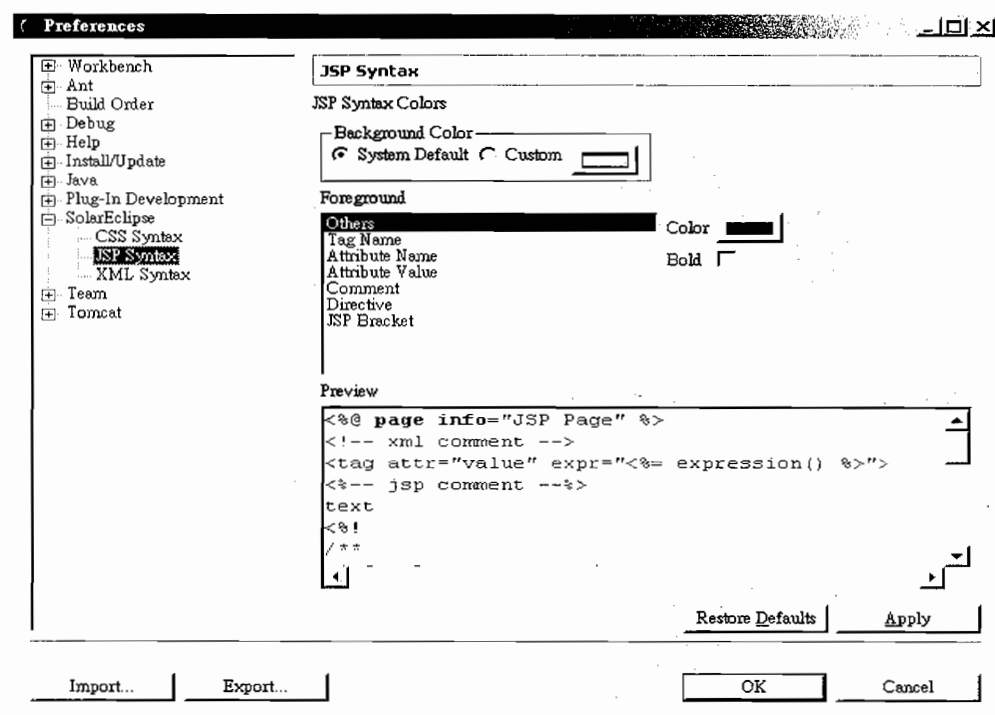 Preferences
Workbench
Ant
Build Order
Debug
Help
Install/Update
Java
Plug-In Development
SolarEclipse
CSS Syntax
JSP Syntax
XML Syntax
Team
Tomcat
JSP Syntax
JSP Syntax Colors
Background Color
System Default Custom
Foreground
Others
Tag Name
Attribute Name
Attribute Value
Comment
Directive
JSP Bracket
Color
Bold
Preview
<%@ page info="JSP Page" %>
<!-- xml comment -->
<tag attr="value" expr="<%= expression() %>">
<%-- jsp comment --%>
text
<%!
/**
Restore Defaults Apply
Import... Export... OK Cancel